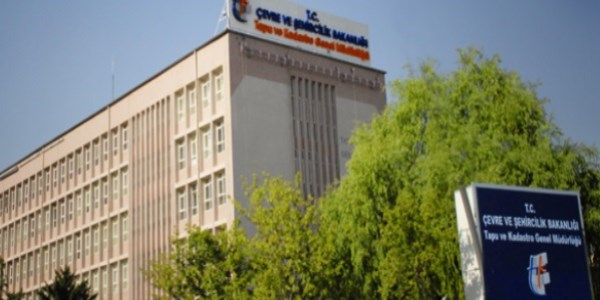 T.C.
ÇEVRE VE ŞEHİRCİLİK BAKANLIĞI
Tapu ve Kadastro Genel Müdürlüğü
T.C.
ÇEVRE VE ŞEHİRCİLİK BAKANLIĞI
Tapu ve Kadastro Genel Müdürlüğü